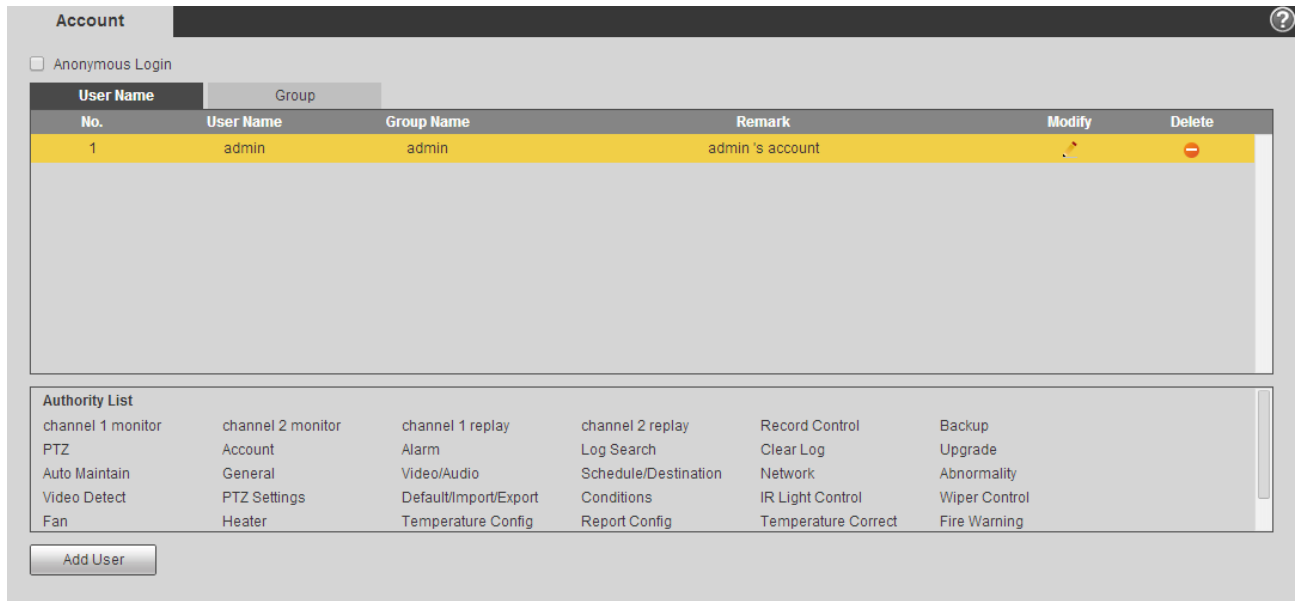 Account ?
Anonymous Login
User Name Group
No. User Name Group Name Remark Modify Delete
1 admin admin admin 's account
Authority List
channel 1 monitor channel 2 monitor channel 1 replay channel 2 replay Record Control Backup
PTZ Account Alarm Log Search Clear Log Upgrade
Auto Maintain General Video/Audio Schedule/Destination Network Abnormality
Video Detect PTZ Settings Default/Import/Export Conditions IR Light Control Wiper Control
Fan Heater Temperature Config Report Config Temperature Correct Fire Warning
Add User